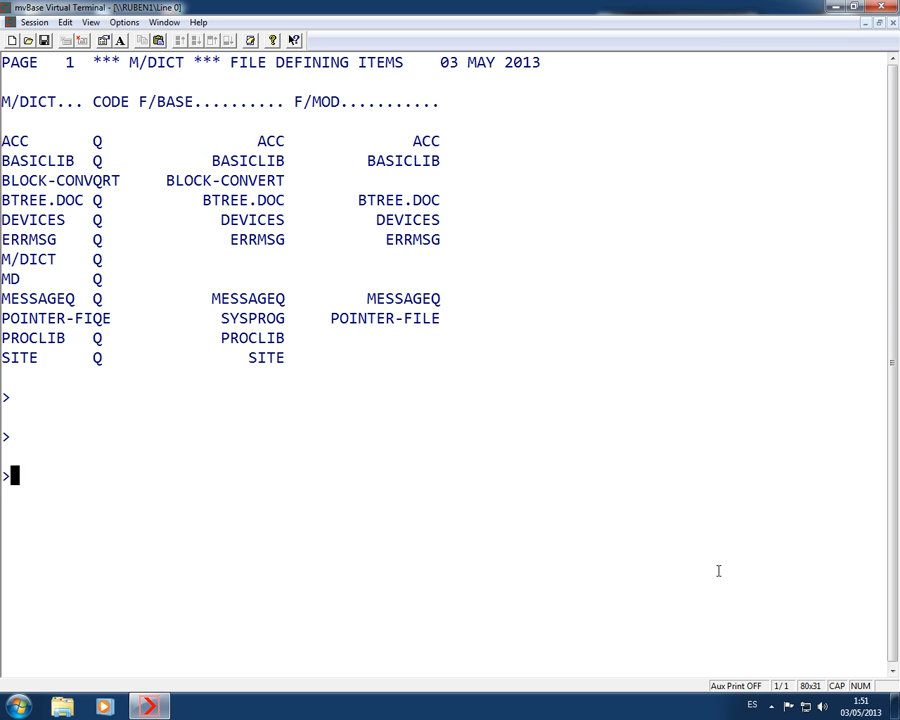 mvBase Virtual Terminal - [\\RUBEN1\Line 0]
Session Edit View Options Window Help
PAGE 1 *** M/DICT *** FILE DEFINING ITEMS 03 MAY 2013
M/DICT... CODE F/BASE.......... F/MOD...........
ACC Q ACC ACC
BASICLIB Q BASICLIB BASICLIB
BLOCK-CONVQRT BLOCK-CONVERT
BTREE.DOC Q BTREE.DOC BTREE.DOC
DEVICES Q DEVICES DEVICES
ERRMSG Q ERRMSG ERRMSG
M/DICT Q
MD Q
MESSAGEQ Q MESSAGEQ MESSAGEQ
POINTER-FIQE SYSPROG POINTER-FILE
PROCLIB Q PROCLIB
SITE Q SITE
>
>
>
Aux Print OFF 1/1 80x31 CAP NUM
ES 1:51
03/05/2013